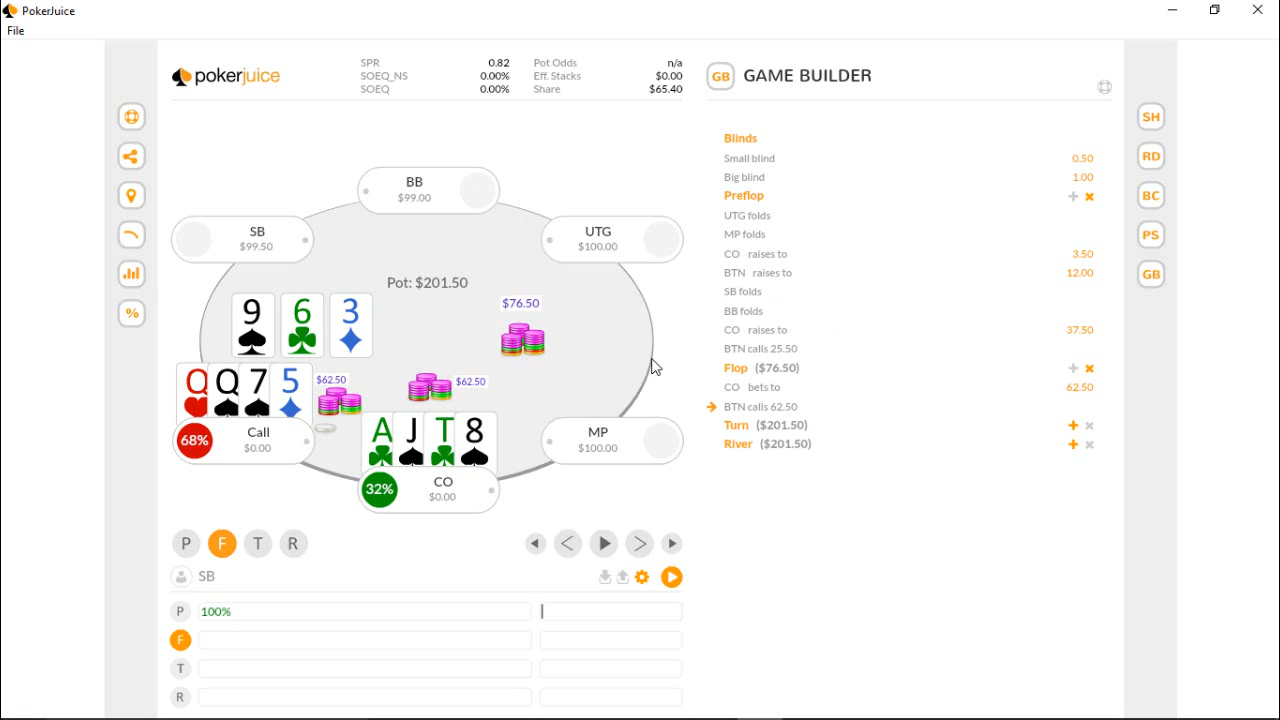 PokerJuice
File
pokerjuice
SPR 0.82
SOEQ_NS 0.00%
SOEQ 0.00%
Pot Odds n/a
Eff. Stacks $0.00
Share $65.40
GB GAME BUILDER
BB
$99.00
SB
$99.50
UTG
$100.00
Pot: $201.50
9 6 3
$76.50
Q Q 7 5
$62.50
$62.50
68% Call
$0.00
A J T 8
32% CO
$0.00
MP
$100.00
P F T R
SB
P 100%
F
T
R
%
Blinds
Small blind 0.50
Big blind 1.00
Preflop
UTG folds
MP folds
CO raises to 3.50
BTN raises to 12.00
SB folds
BB folds
CO raises to 37.50
BTN calls 25.50
Flop ($76.50)
CO bets to 62.50
BTN calls 62.50
Turn ($201.50)
River ($201.50)
SH
RD
BC
PS
GB